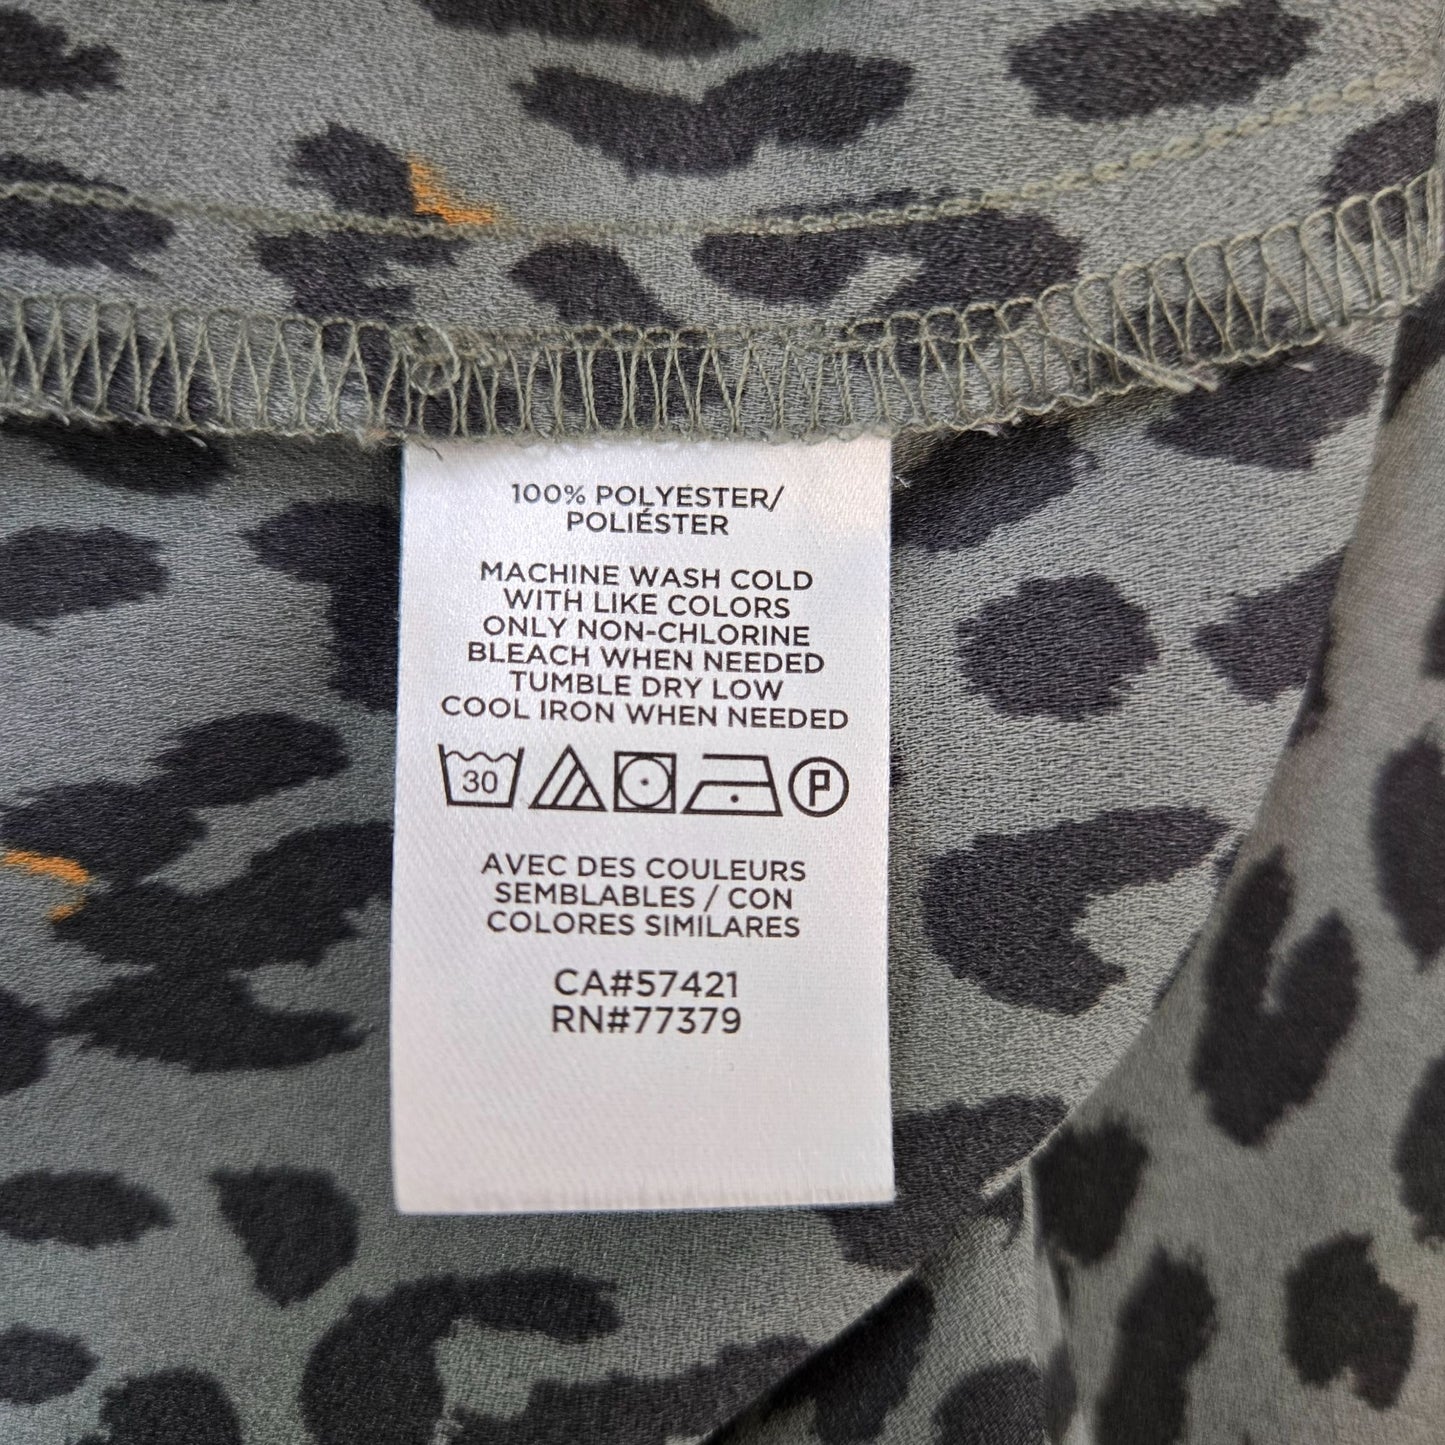 100% POLYESTER/
POLIÉSTER
MACHINE WASH COLD
WITH LIKE COLORS
ONLY NON-CHLORINE
BLEACH WHEN NEEDED
TUMBLE DRY LOW
COOL IRON WHEN NEEDED
30 P
AVEC DES COULEURS
SEMBLABLES / CON
COLORES SIMILARES
CA#57421
RN#77379